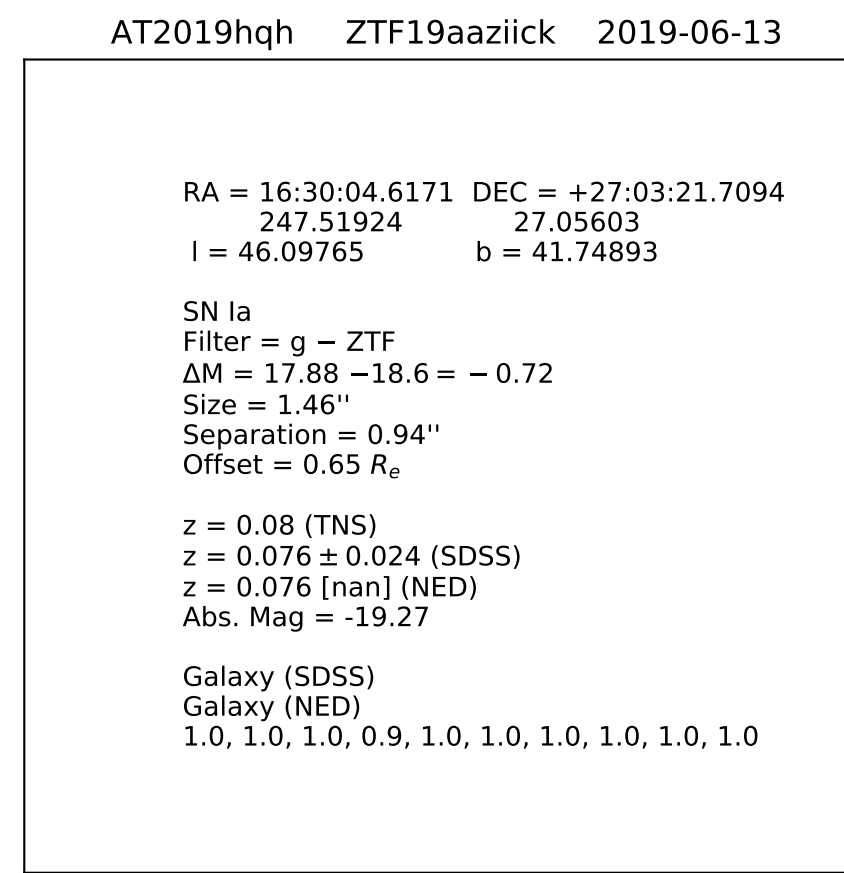 AT2019hqh ZTF19aaziick 2019-06-13
RA = 16:30:04.6171 DEC = +27:03:21.7094
247.51924 27.05603
l = 46.09765 b = 41.74893
SN Ia
Filter = g − ZTF
ΔM = 17.88 −18.6 = − 0.72
Size = 1.46''
Separation = 0.94''
Offset = 0.65 Re
z = 0.08 (TNS)
z = 0.076 ± 0.024 (SDSS)
z = 0.076 [nan] (NED)
Abs. Mag = -19.27
Galaxy (SDSS)
Galaxy (NED)
1.0, 1.0, 1.0, 0.9, 1.0, 1.0, 1.0, 1.0, 1.0, 1.0